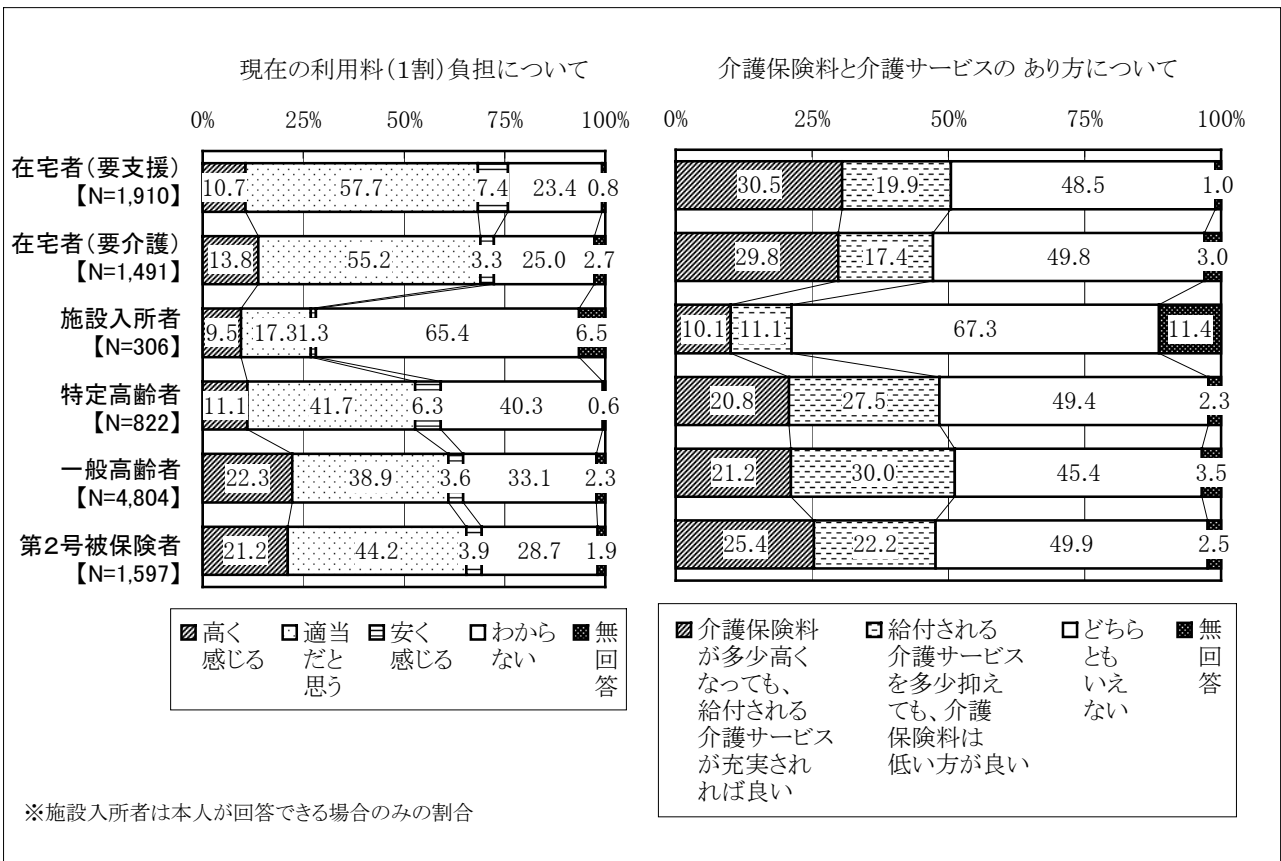 現在の利用料(1割)負担について
介護保険料と介護サービスの あり方について
0% 25% 50% 75% 100%
0% 25% 50% 75% 100%
在宅者(要支援)
【N=1,910】
10.7 57.7 7.4 23.4 0.8
30.5 19.9 48.5 1.0
在宅者(要介護)
【N=1,491】
13.8 55.2 3.3 25.0 2.7
29.8 17.4 49.8 3.0
施設入所者
【N=306】
9.5 17.3 1.3 65.4 6.5
10.1 11.1 67.3 11.4
特定高齢者
【N=822】
11.1 41.7 6.3 40.3 0.6
20.8 27.5 49.4 2.3
一般高齢者
【N=4,804】
22.3 38.9 3.6 33.1 2.3
21.2 30.0 45.4 3.5
第2号被保険者
【N=1,597】
21.2 44.2 3.9 28.7 1.9
25.4 22.2 49.9 2.5
高く
感じる
適当
だと
思う
安く
感じる
わから
ない
無
回
答
介護保険料
が多少高く
なっても、
給付される
介護サービス
が充実され
れば良い
給付される
介護サービス
を多少抑え
ても、介護
保険料は
低い方が良い
どちら
とも
いえ
ない
無
回
答
※施設入所者は本人が回答できる場合のみの割合